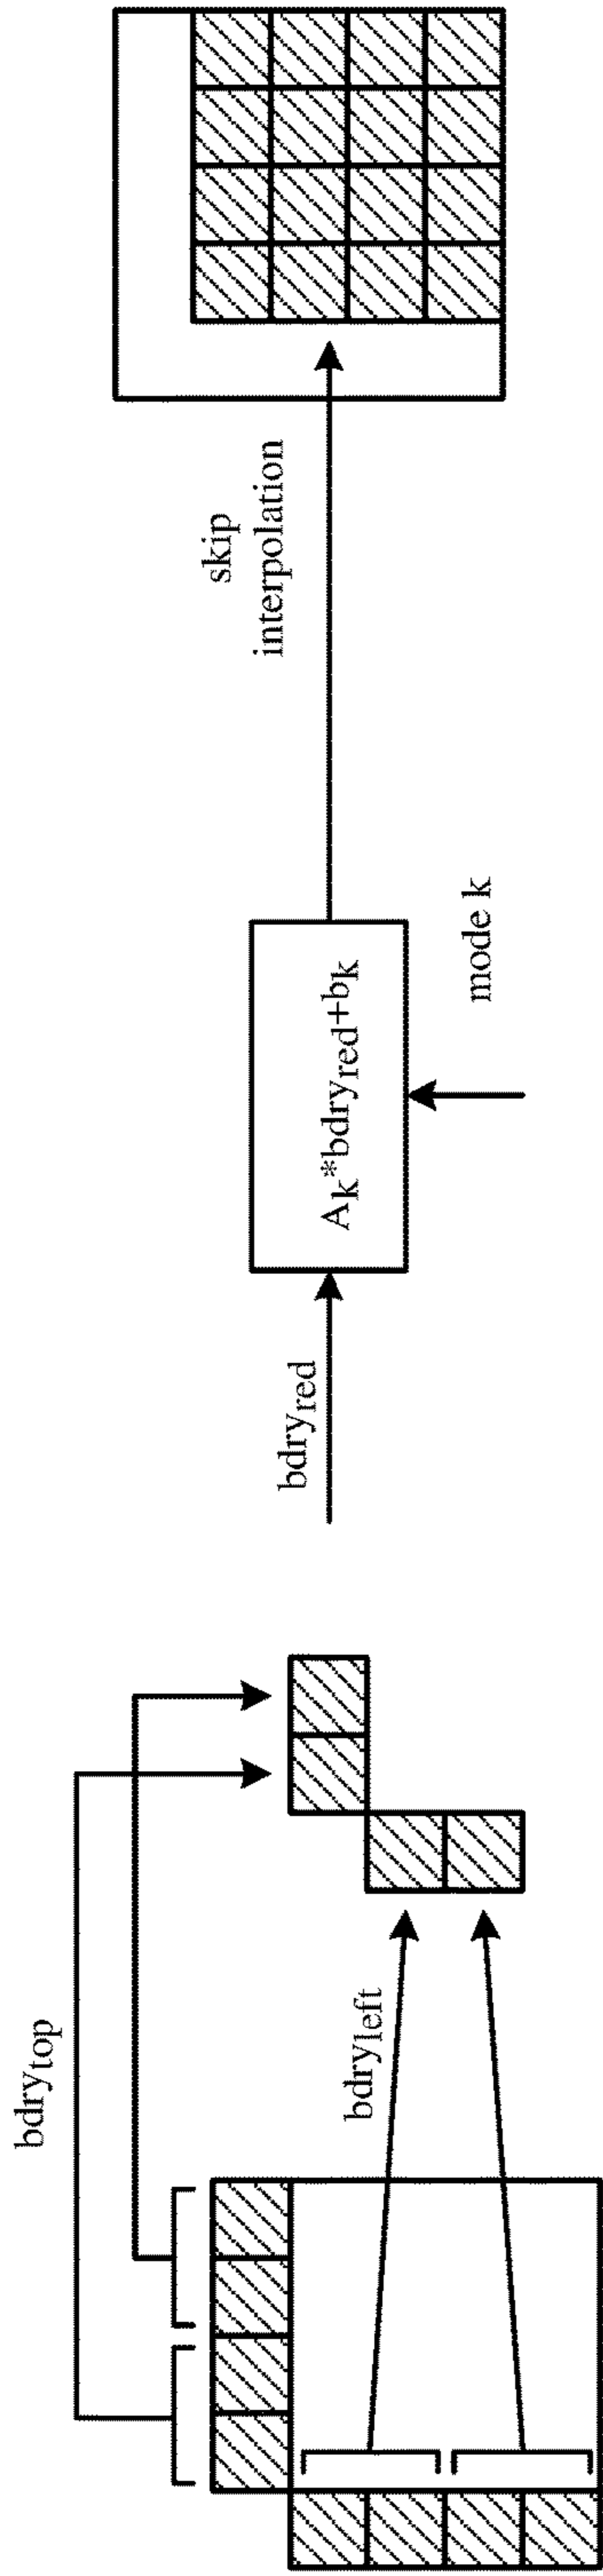 bdrytop
bdryleft
bdryred
Ak*bdryred+bk
mode k
skip
interpolation